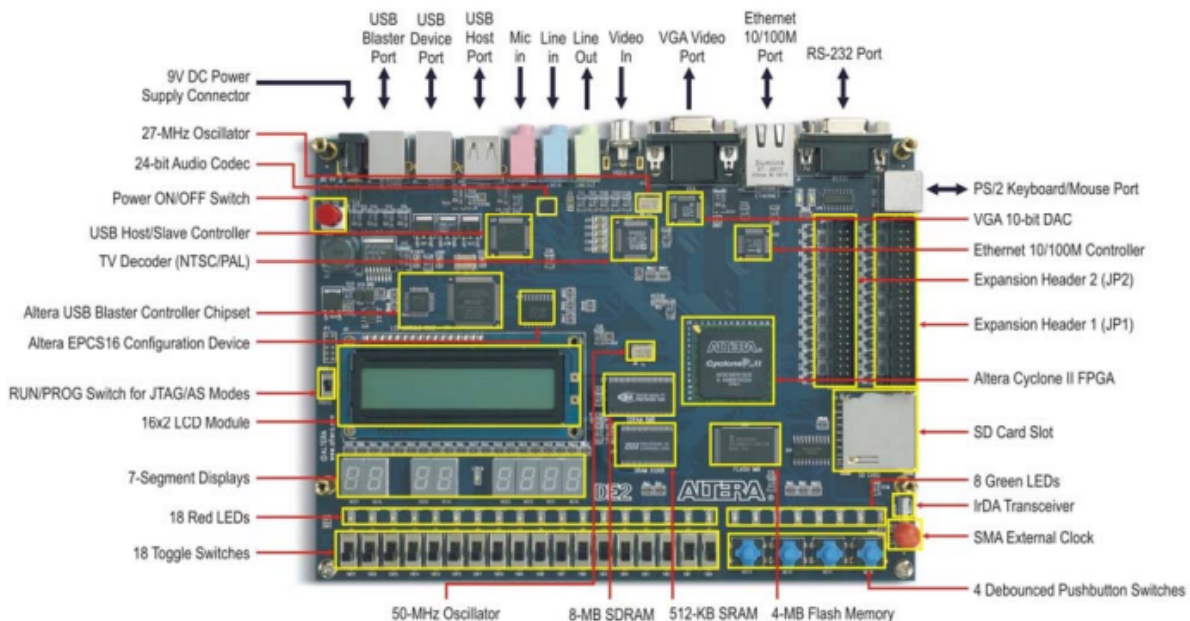 USB
Blaster
Port
USB
Device
Port
USB
Host
Port
Mic
in
Line
in
Line
Out
Video
In
VGA Video
Port
Ethernet
10/100M
Port
RS-232 Port
9V DC Power
Supply Connector
27-MHz Oscillator
24-bit Audio Codec
Power ON/OFF Switch
USB Host/Slave Controller
TV Decoder (NTSC/PAL)
Altera USB Blaster Controller Chipset
Altera EPCS16 Configuration Device
RUN/PROG Switch for JTAG/AS Modes
16x2 LCD Module
7-Segment Displays
18 Red LEDs
18 Toggle Switches
PS/2 Keyboard/Mouse Port
VGA 10-bit DAC
Ethernet 10/100M Controller
Expansion Header 2 (JP2)
Expansion Header 1 (JP1)
Altera Cyclone II FPGA
SD Card Slot
8 Green LEDs
IrDA Transceiver
SMA External Clock
4 Debounced Pushbutton Switches
50-MHz Oscillator
8-MB SDRAM
512-KB SRAM
4-MB Flash Memory
ALTERA
Cyclone II
DE2
ALTERA